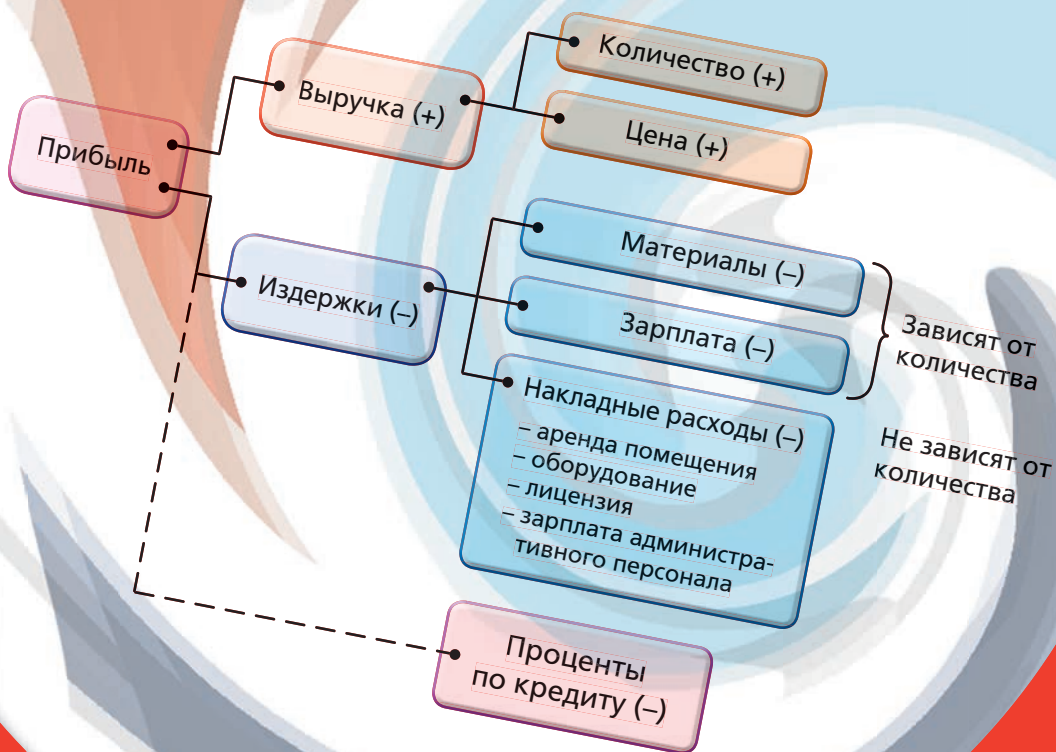 Прибыль
Выручка (+)
Количество (+)
Цена (+)
Издержки (–)
Материалы (–)
Зарплата (–)
Зависят от
количества
Накладные расходы (–)
– аренда помещения
– оборудование
– лицензия
– зарплата администра-
тивного персонала
Не зависят от
количества
Проценты
по кредиту (–)